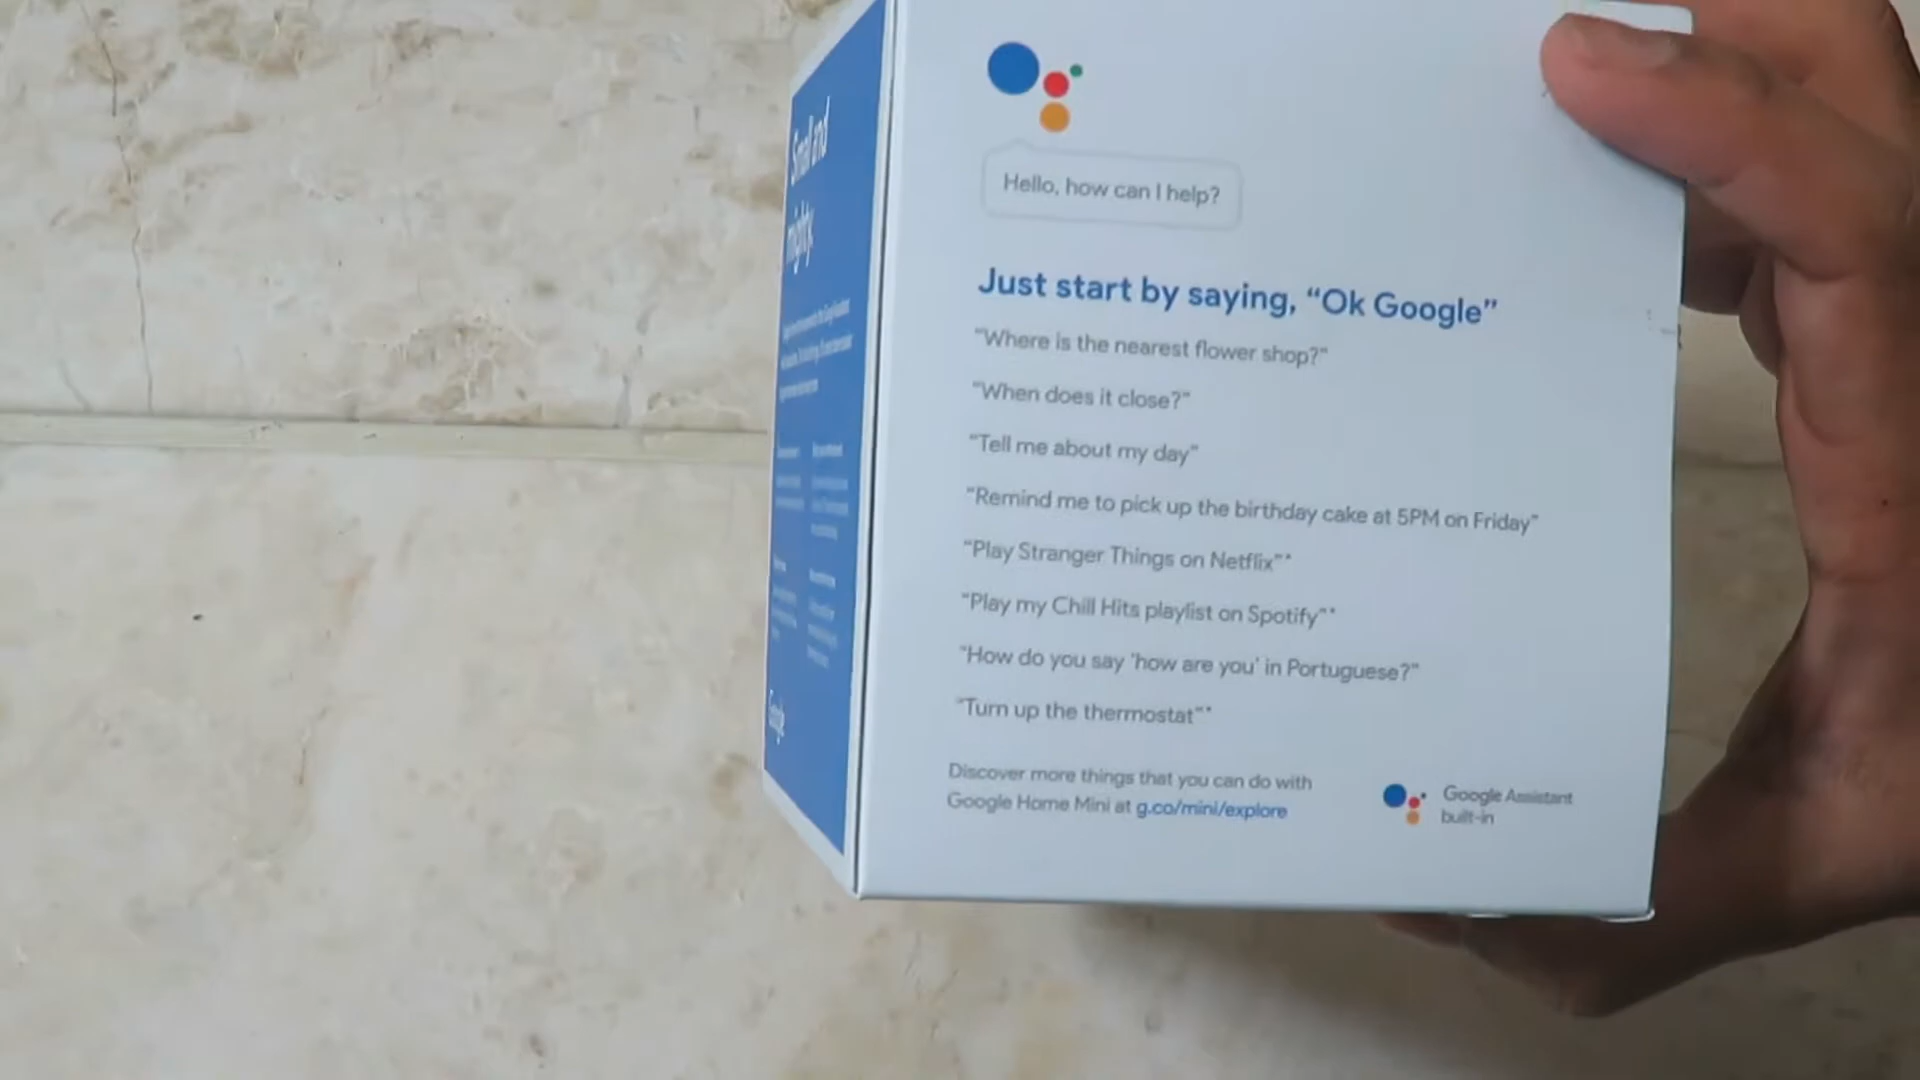 Small and
mighty.
Google
Hello, how can I help?
Just start by saying, “Ok Google”
“Where is the nearest flower shop?”
“When does it close?”
“Tell me about my day”
“Remind me to pick up the birthday cake at 5PM on Friday”
“Play Stranger Things on Netflix”*
“Play my Chill Hits playlist on Spotify”*
“How do you say ‘how are you’ in Portuguese?”
“Turn up the thermostat”*
Discover more things that you can do with
Google Home Mini at g.co/mini/explore
Google Assistant
built-in